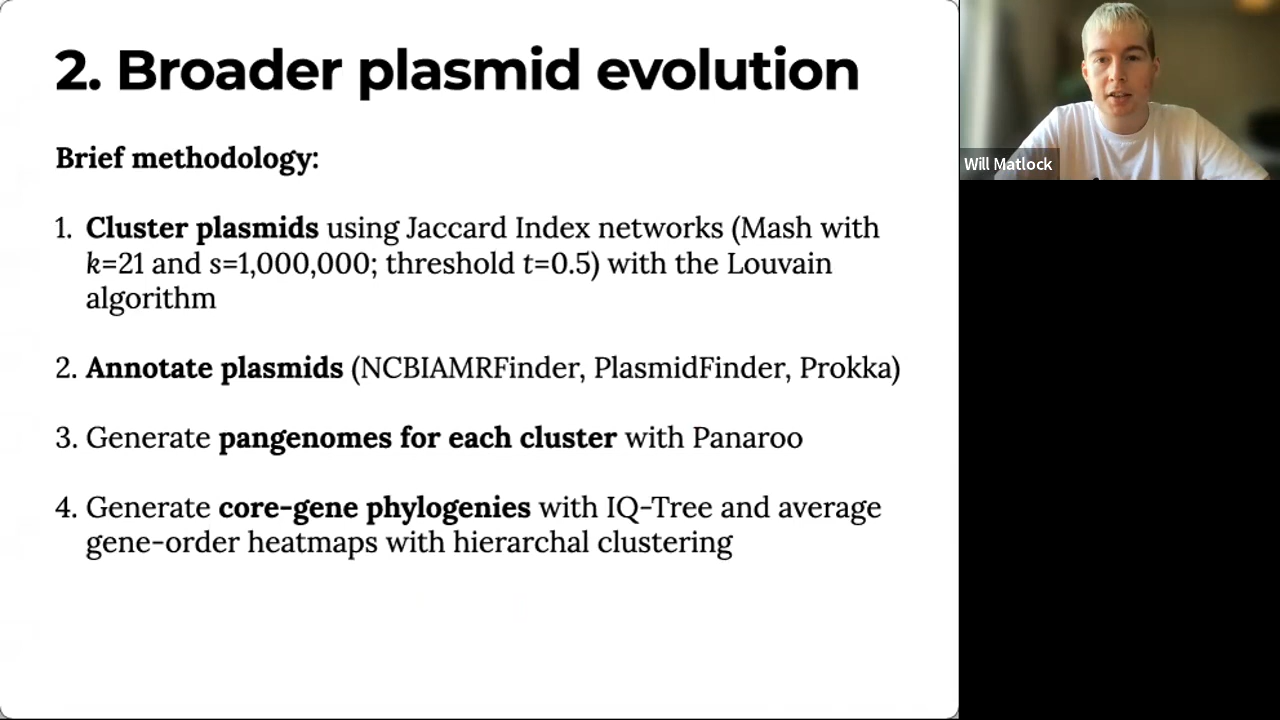 2. Broader plasmid evolution
Brief methodology:
1. Cluster plasmids using Jaccard Index networks (Mash with
k=21 and s=1,000,000; threshold t=0.5) with the Louvain
algorithm
2. Annotate plasmids (NCBIAMRFinder, PlasmidFinder, Prokka)
3. Generate pangenomes for each cluster with Panaroo
4. Generate core-gene phylogenies with IQ-Tree and average
gene-order heatmaps with hierarchal clustering
Will Matlock